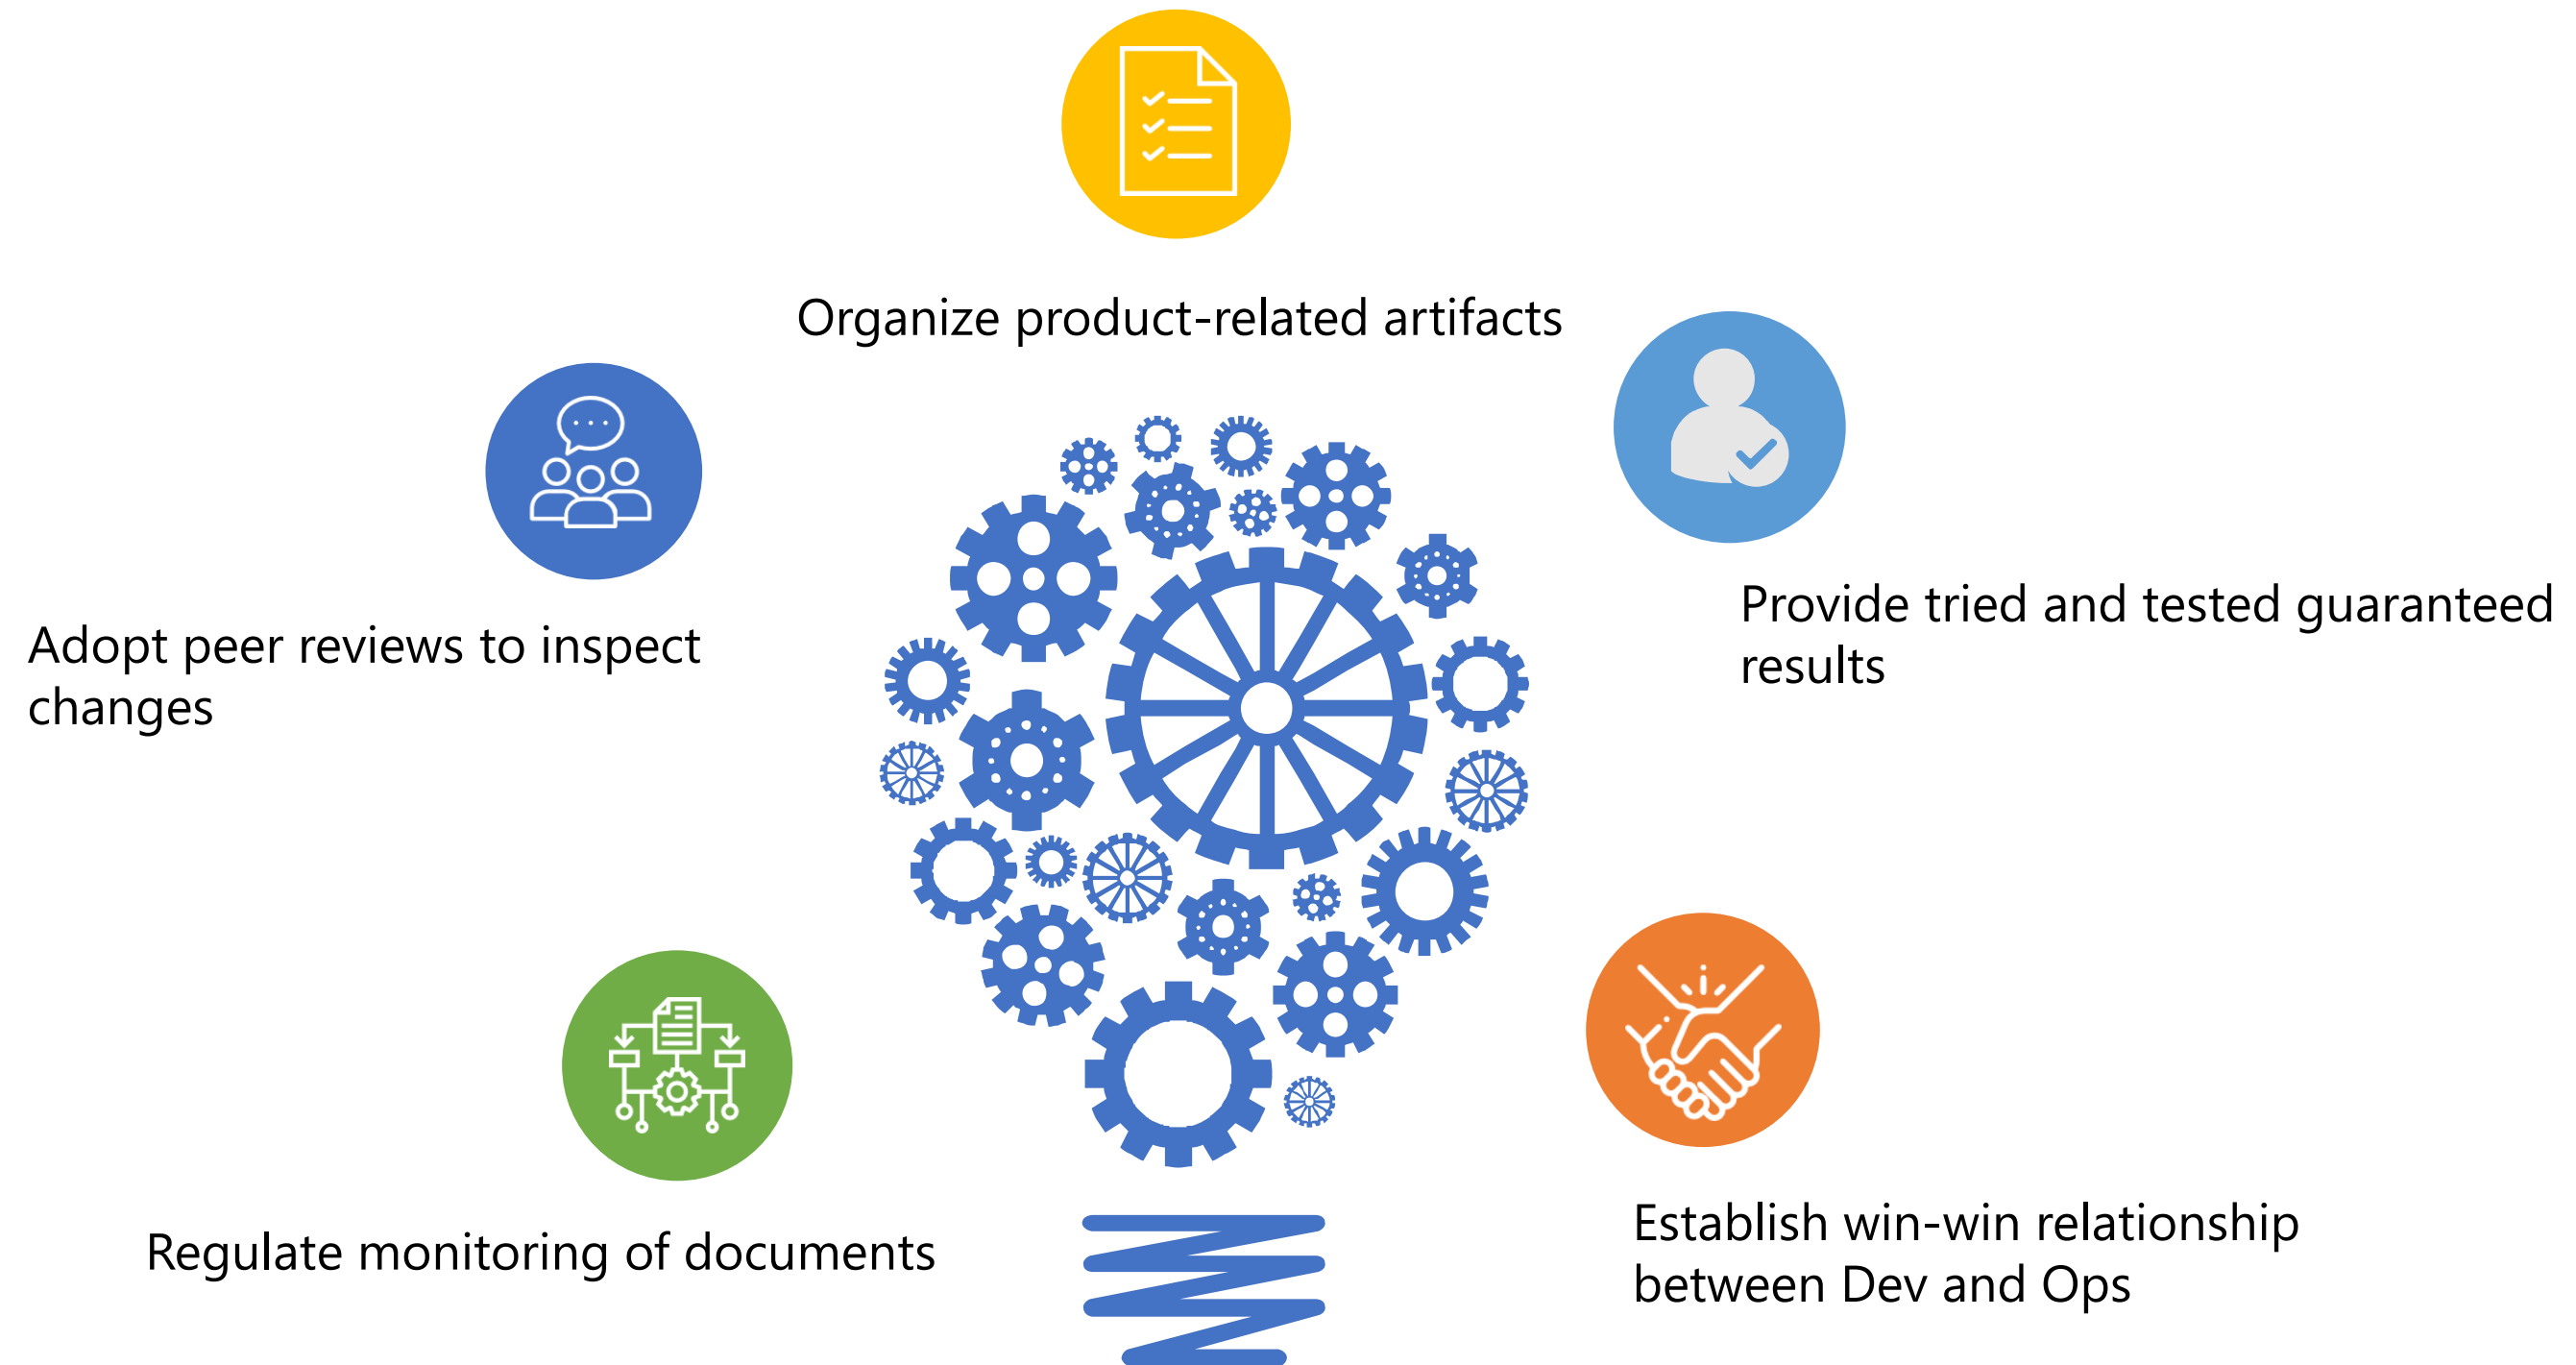 Organize product-related artifacts
Adopt peer reviews to inspect
changes
Provide tried and tested guaranteed
results
Regulate monitoring of documents
Establish win-win relationship
between Dev and Ops